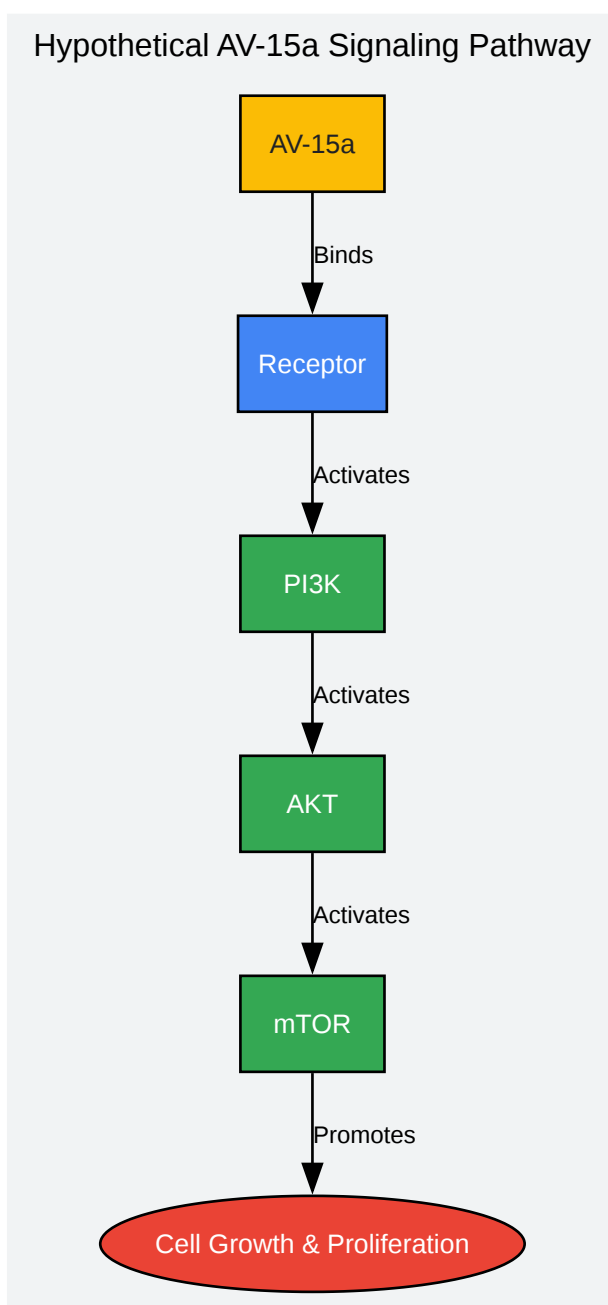 Hypothetical AV-15a Signaling Pathway
AV-15a
Binds
Receptor
Activates
PI3K
Activates
AKT
Activates
mTOR
Promotes
Cell Growth & Proliferation